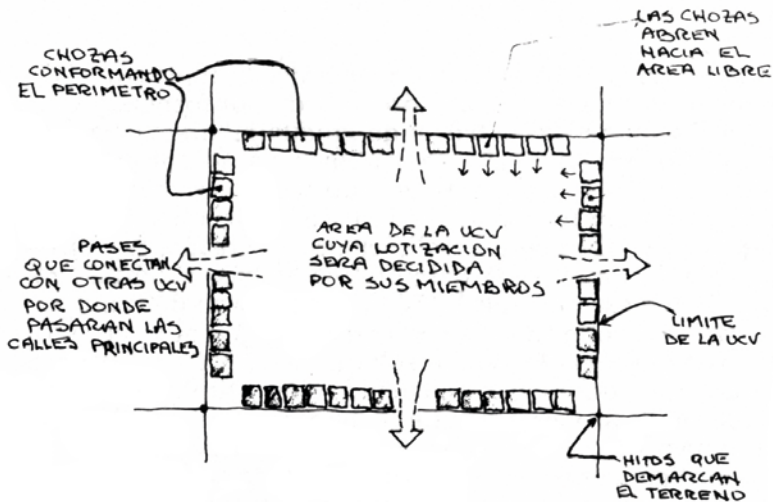 CHOZAS
CONFORMANDO
EL PERIMETRO
LAS CHOZAS
ABREN
HACIA EL
AREA LIBRE
AREA DE LA UCV
CUYA LOTIZACIÓN
SERA DECIDIDA
POR SUS MIEMBROS
PASES
QUE CONECTAN
CON OTRAS UCV
POR DONDE
PASARAN LAS
CALLES PRINCIPALES
LIMITE
DE LA UCV
HITOS QUE
DEMARCAN
EL TERRENO